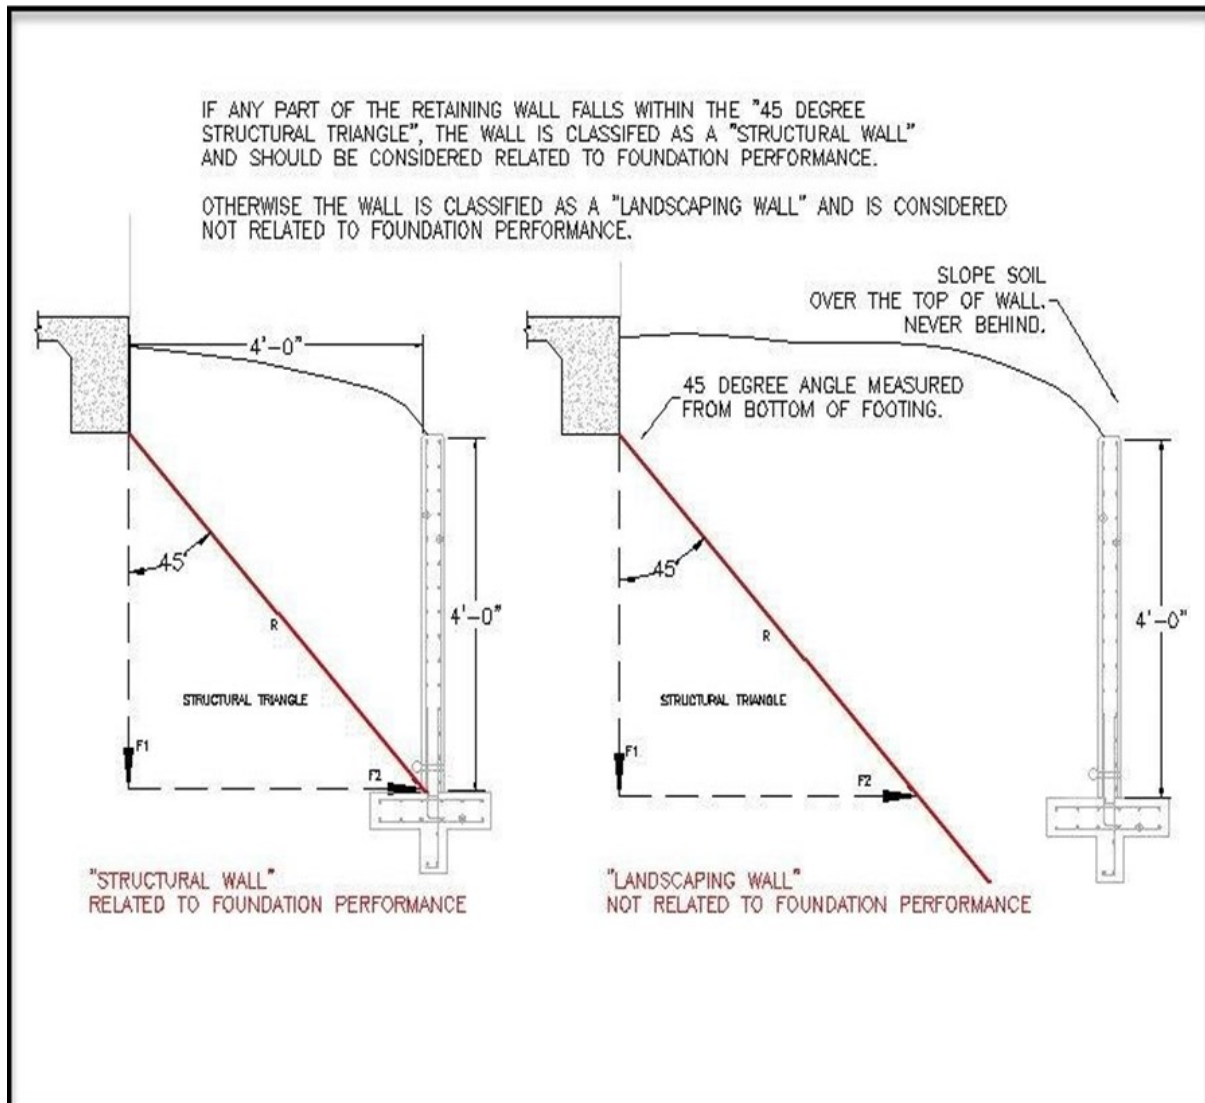 IF ANY PART OF THE RETAINING WALL FALLS WITHIN THE "45 DEGREE
STRUCTURAL TRIANGLE", THE WALL IS CLASSIFED AS A "STRUCTURAL WALL"
AND SHOULD BE CONSIDERED RELATED TO FOUNDATION PERFORMANCE.
OTHERWISE THE WALL IS CLASSIFIED AS A "LANDSCAPING WALL" AND IS CONSIDERED
NOT RELATED TO FOUNDATION PERFORMANCE.
4'-0"
45°
R
4'-0"
STRUCTURAL TRIANGLE
F1
F2
"STRUCTURAL WALL"
RELATED TO FOUNDATION PERFORMANCE
SLOPE SOIL
OVER THE TOP OF WALL.
NEVER BEHIND.
45 DEGREE ANGLE MEASURED
FROM BOTTOM OF FOOTING.
45°
R
4'-0"
STRUCTURAL TRIANGLE
F1
F2
"LANDSCAPING WALL"
NOT RELATED TO FOUNDATION PERFORMANCE